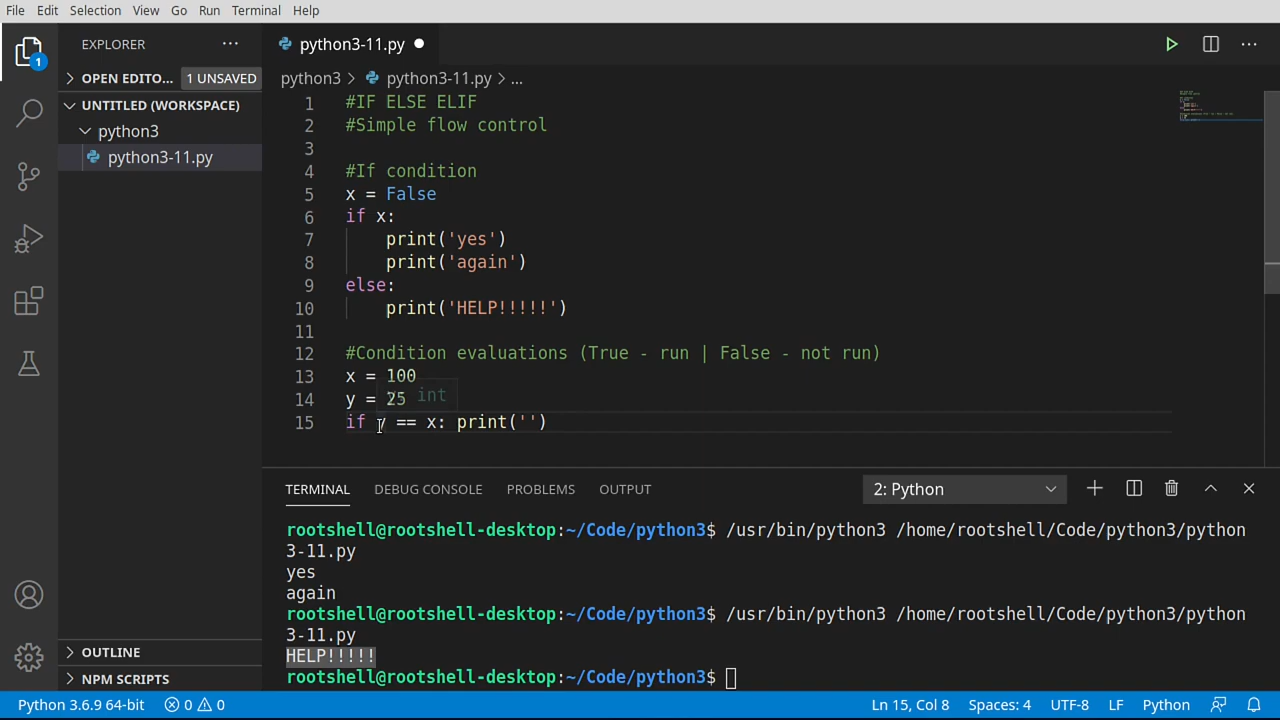 File Edit Selection View Go Run Terminal Help
EXPLORER
python3-11.py
1
OPEN EDITO... 1 UNSAVED
python3 > python3-11.py > ...
UNTITLED (WORKSPACE)
python3
python3-11.py
1 #IF ELSE ELIF
2 #Simple flow control
3
4 #If condition
5 x = False
6 if x:
7 print('yes')
8 print('again')
9 else:
10 print('HELP!!!!!')
11
12 #Condition evaluations (True - run | False - not run)
13 x = 100
int
14 y = 25
15 if y == x: print('')
TERMINAL DEBUG CONSOLE PROBLEMS OUTPUT 2: Python
rootshell@rootshell-desktop:~/Code/python3$ /usr/bin/python3 /home/rootshell/Code/python3/python
3-11.py
yes
again
rootshell@rootshell-desktop:~/Code/python3$ /usr/bin/python3 /home/rootshell/Code/python3/python
3-11.py
HELP!!!!!
rootshell@rootshell-desktop:~/Code/python3$
OUTLINE
NPM SCRIPTS
Python 3.6.9 64-bit 0 0 Ln 15, Col 8 Spaces: 4 UTF-8 LF Python